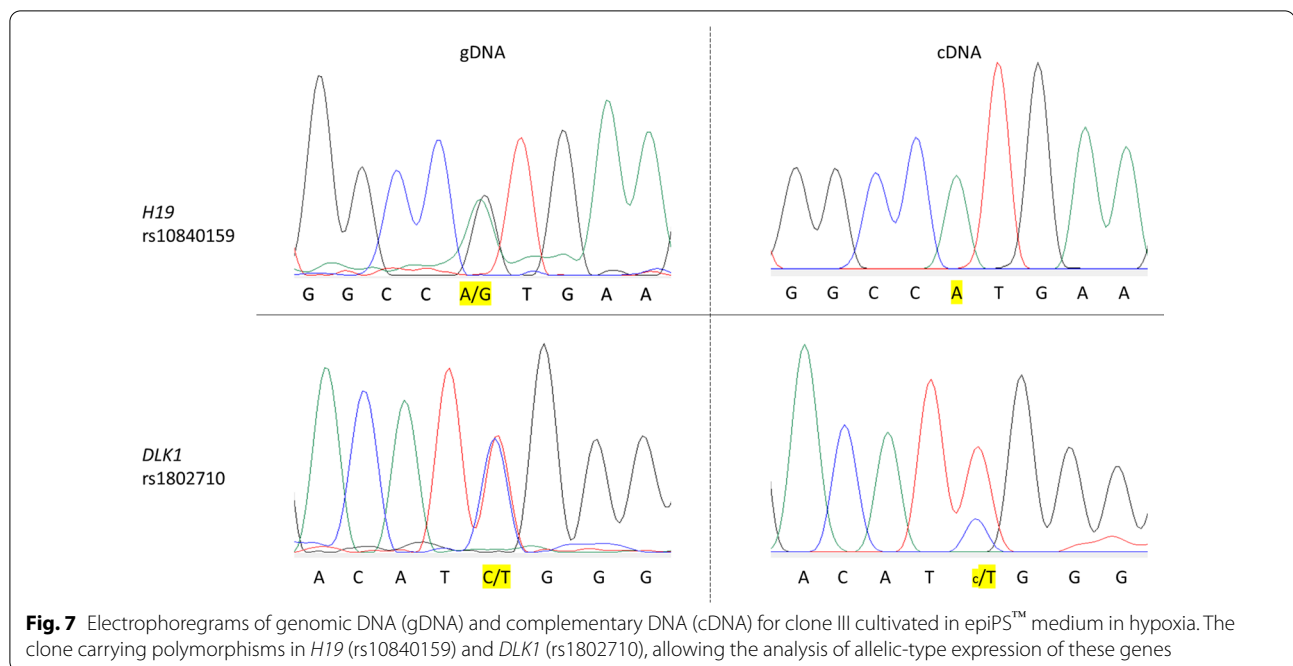 gDNA
cDNA
H19
rs10840159
G G C C A/G T G A A
G G C C A T G A A
DLK1
rs1802710
A C A T C/T G G G
A C A T c/T G G G
Fig. 7 Electrophoregrams of genomic DNA (gDNA) and complementary DNA (cDNA) for clone III cultivated in epiPS™ medium in hypoxia. The
clone carrying polymorphisms in H19 (rs10840159) and DLK1 (rs1802710), allowing the analysis of allelic-type expression of these genes